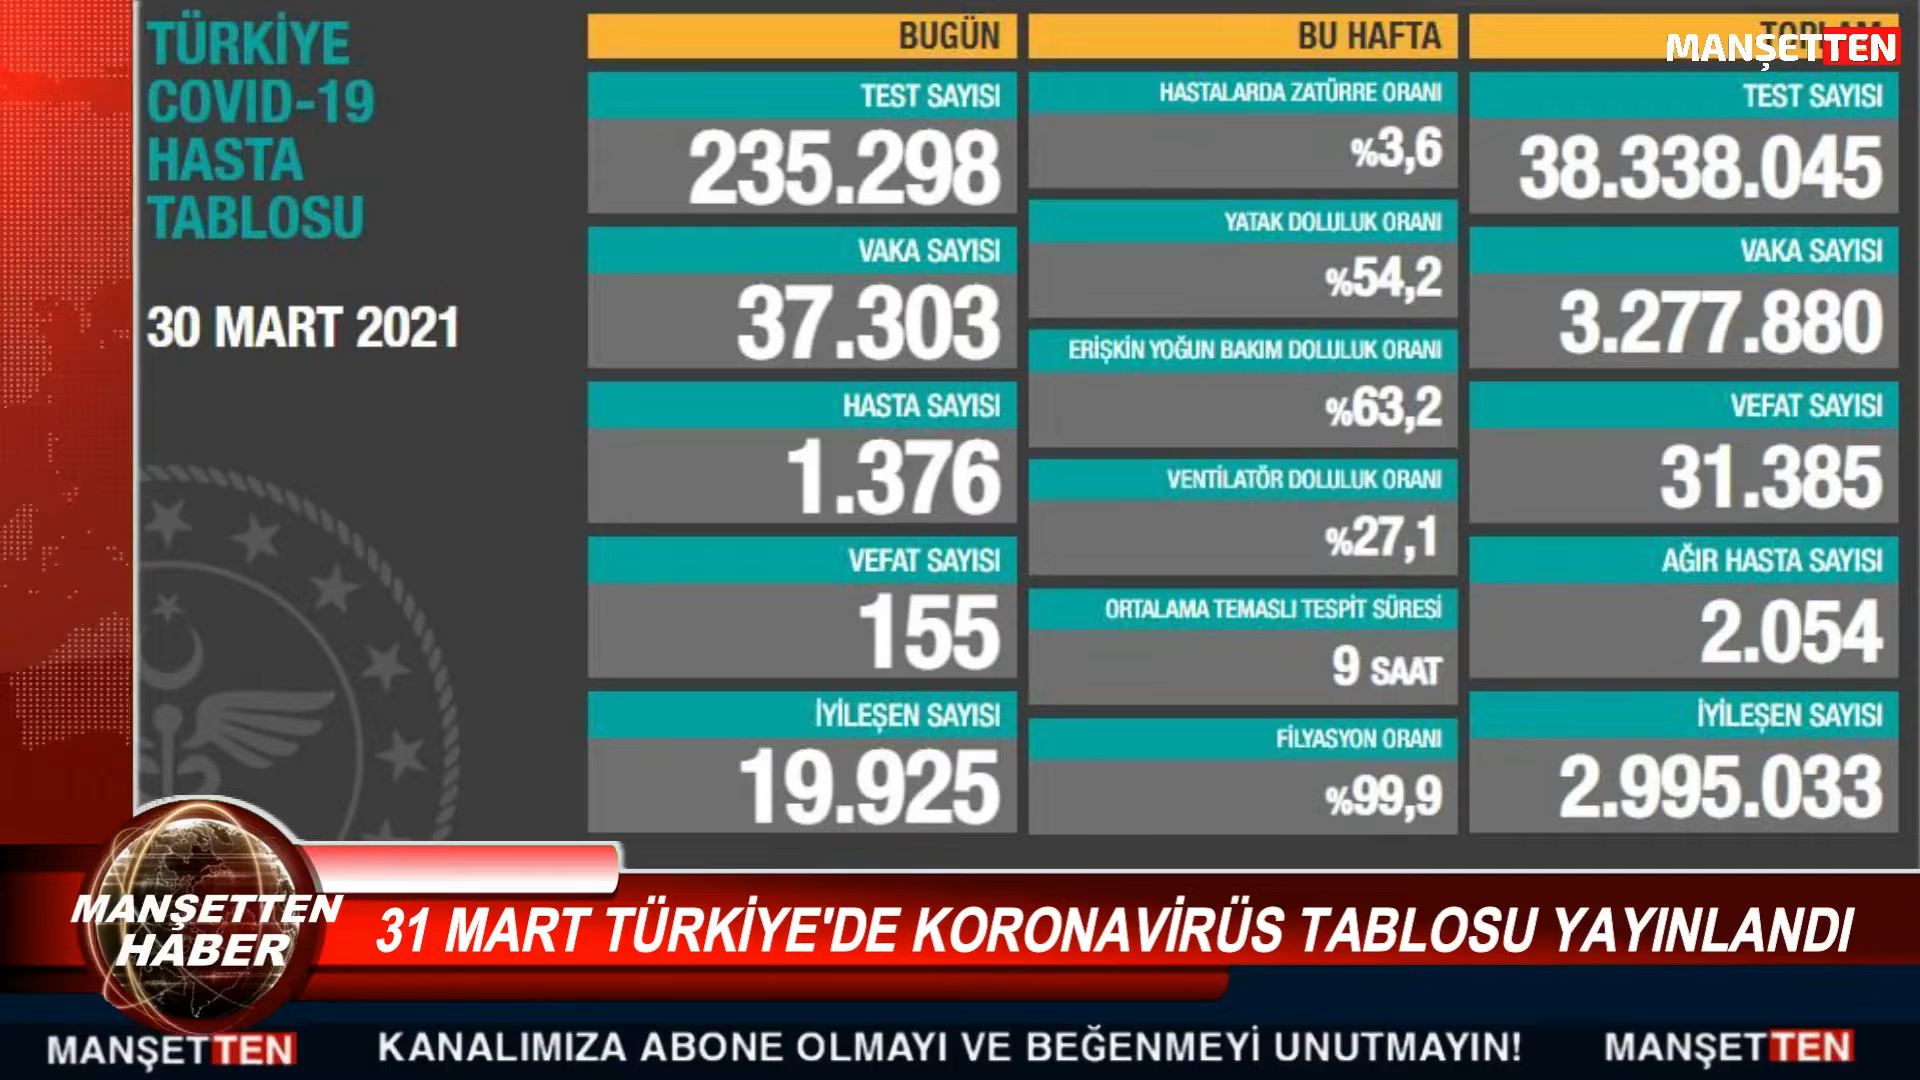 TÜRKİYE
COVID-19
HASTA
TABLOSU
30 MART 2021
BUGÜN
TEST SAYISI
235.298
VAKA SAYISI
37.303
HASTA SAYISI
1.376
VEFAT SAYISI
155
İYİLEŞEN SAYISI
19.925
BU HAFTA
HASTALARDA ZATÜRRE ORANI
%3,6
YATAK DOLULUK ORANI
%54,2
ERİŞKİN YOĞUN BAKIM DOLULUK ORANI
%63,2
VENTİLATÖR DOLULUK ORANI
%27,1
ORTALAMA TEMASLI TESPİT SÜRESİ
9 SAAT
FİLYASYON ORANI
%99,9
TOPLAM
MANŞETTEN
TEST SAYISI
38.338.045
VAKA SAYISI
3.277.880
VEFAT SAYISI
31.385
AĞIR HASTA SAYISI
2.054
İYİLEŞEN SAYISI
2.995.033
MANŞETTEN
HABER
31 MART TÜRKİYE'DE KORONAVİRÜS TABLOSU YAYINLANDI
MANŞETTEN KANALIMIZA ABONE OLMAYI VE BEĞENMEYİ UNUTMAYIN! MANŞETTEN